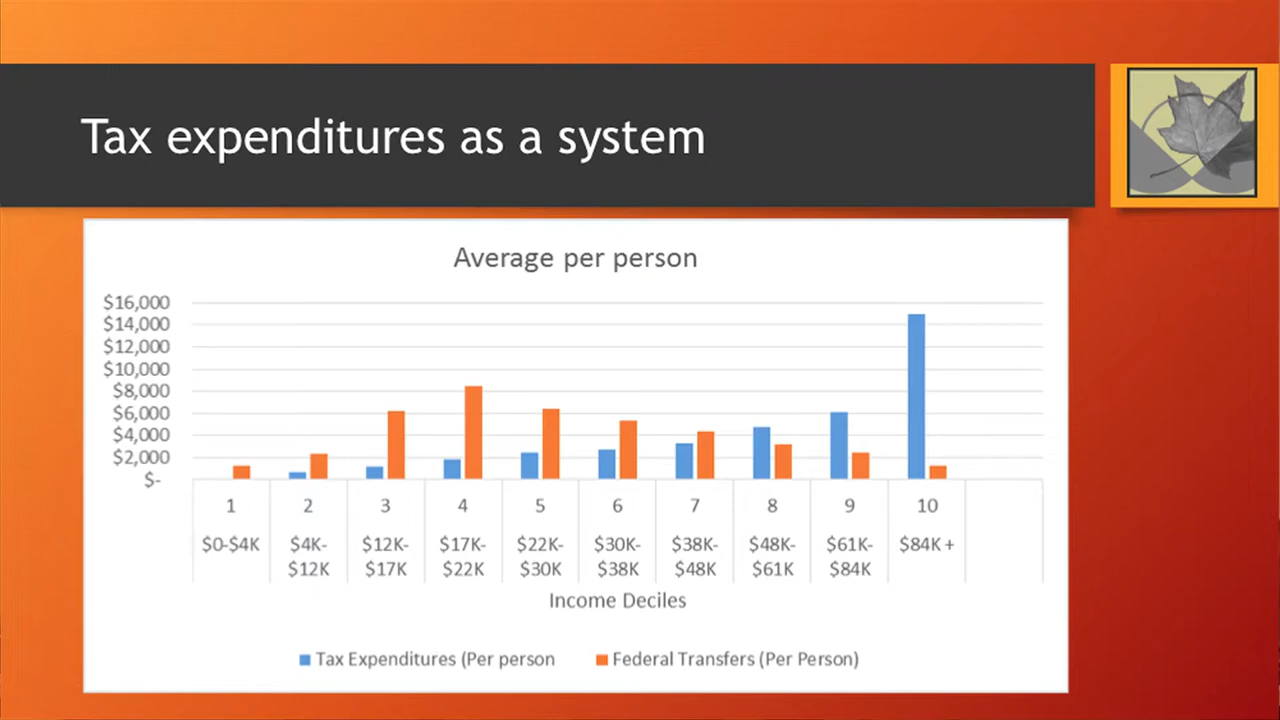 Tax expenditures as a system
Average per person
$16,000
$14,000
$12,000
$10,000
$8,000
$6,000
$4,000
$2,000
$-
1 2 3 4 5 6 7 8 9 10
$0-$4K $4K- $12K- $17K- $22K- $30K- $38K- $48K- $61K- $84K +
$12K $17K $22K $30K $38K $48K $61K $84K
Income Deciles
Tax Expenditures (Per person Federal Transfers (Per Person)